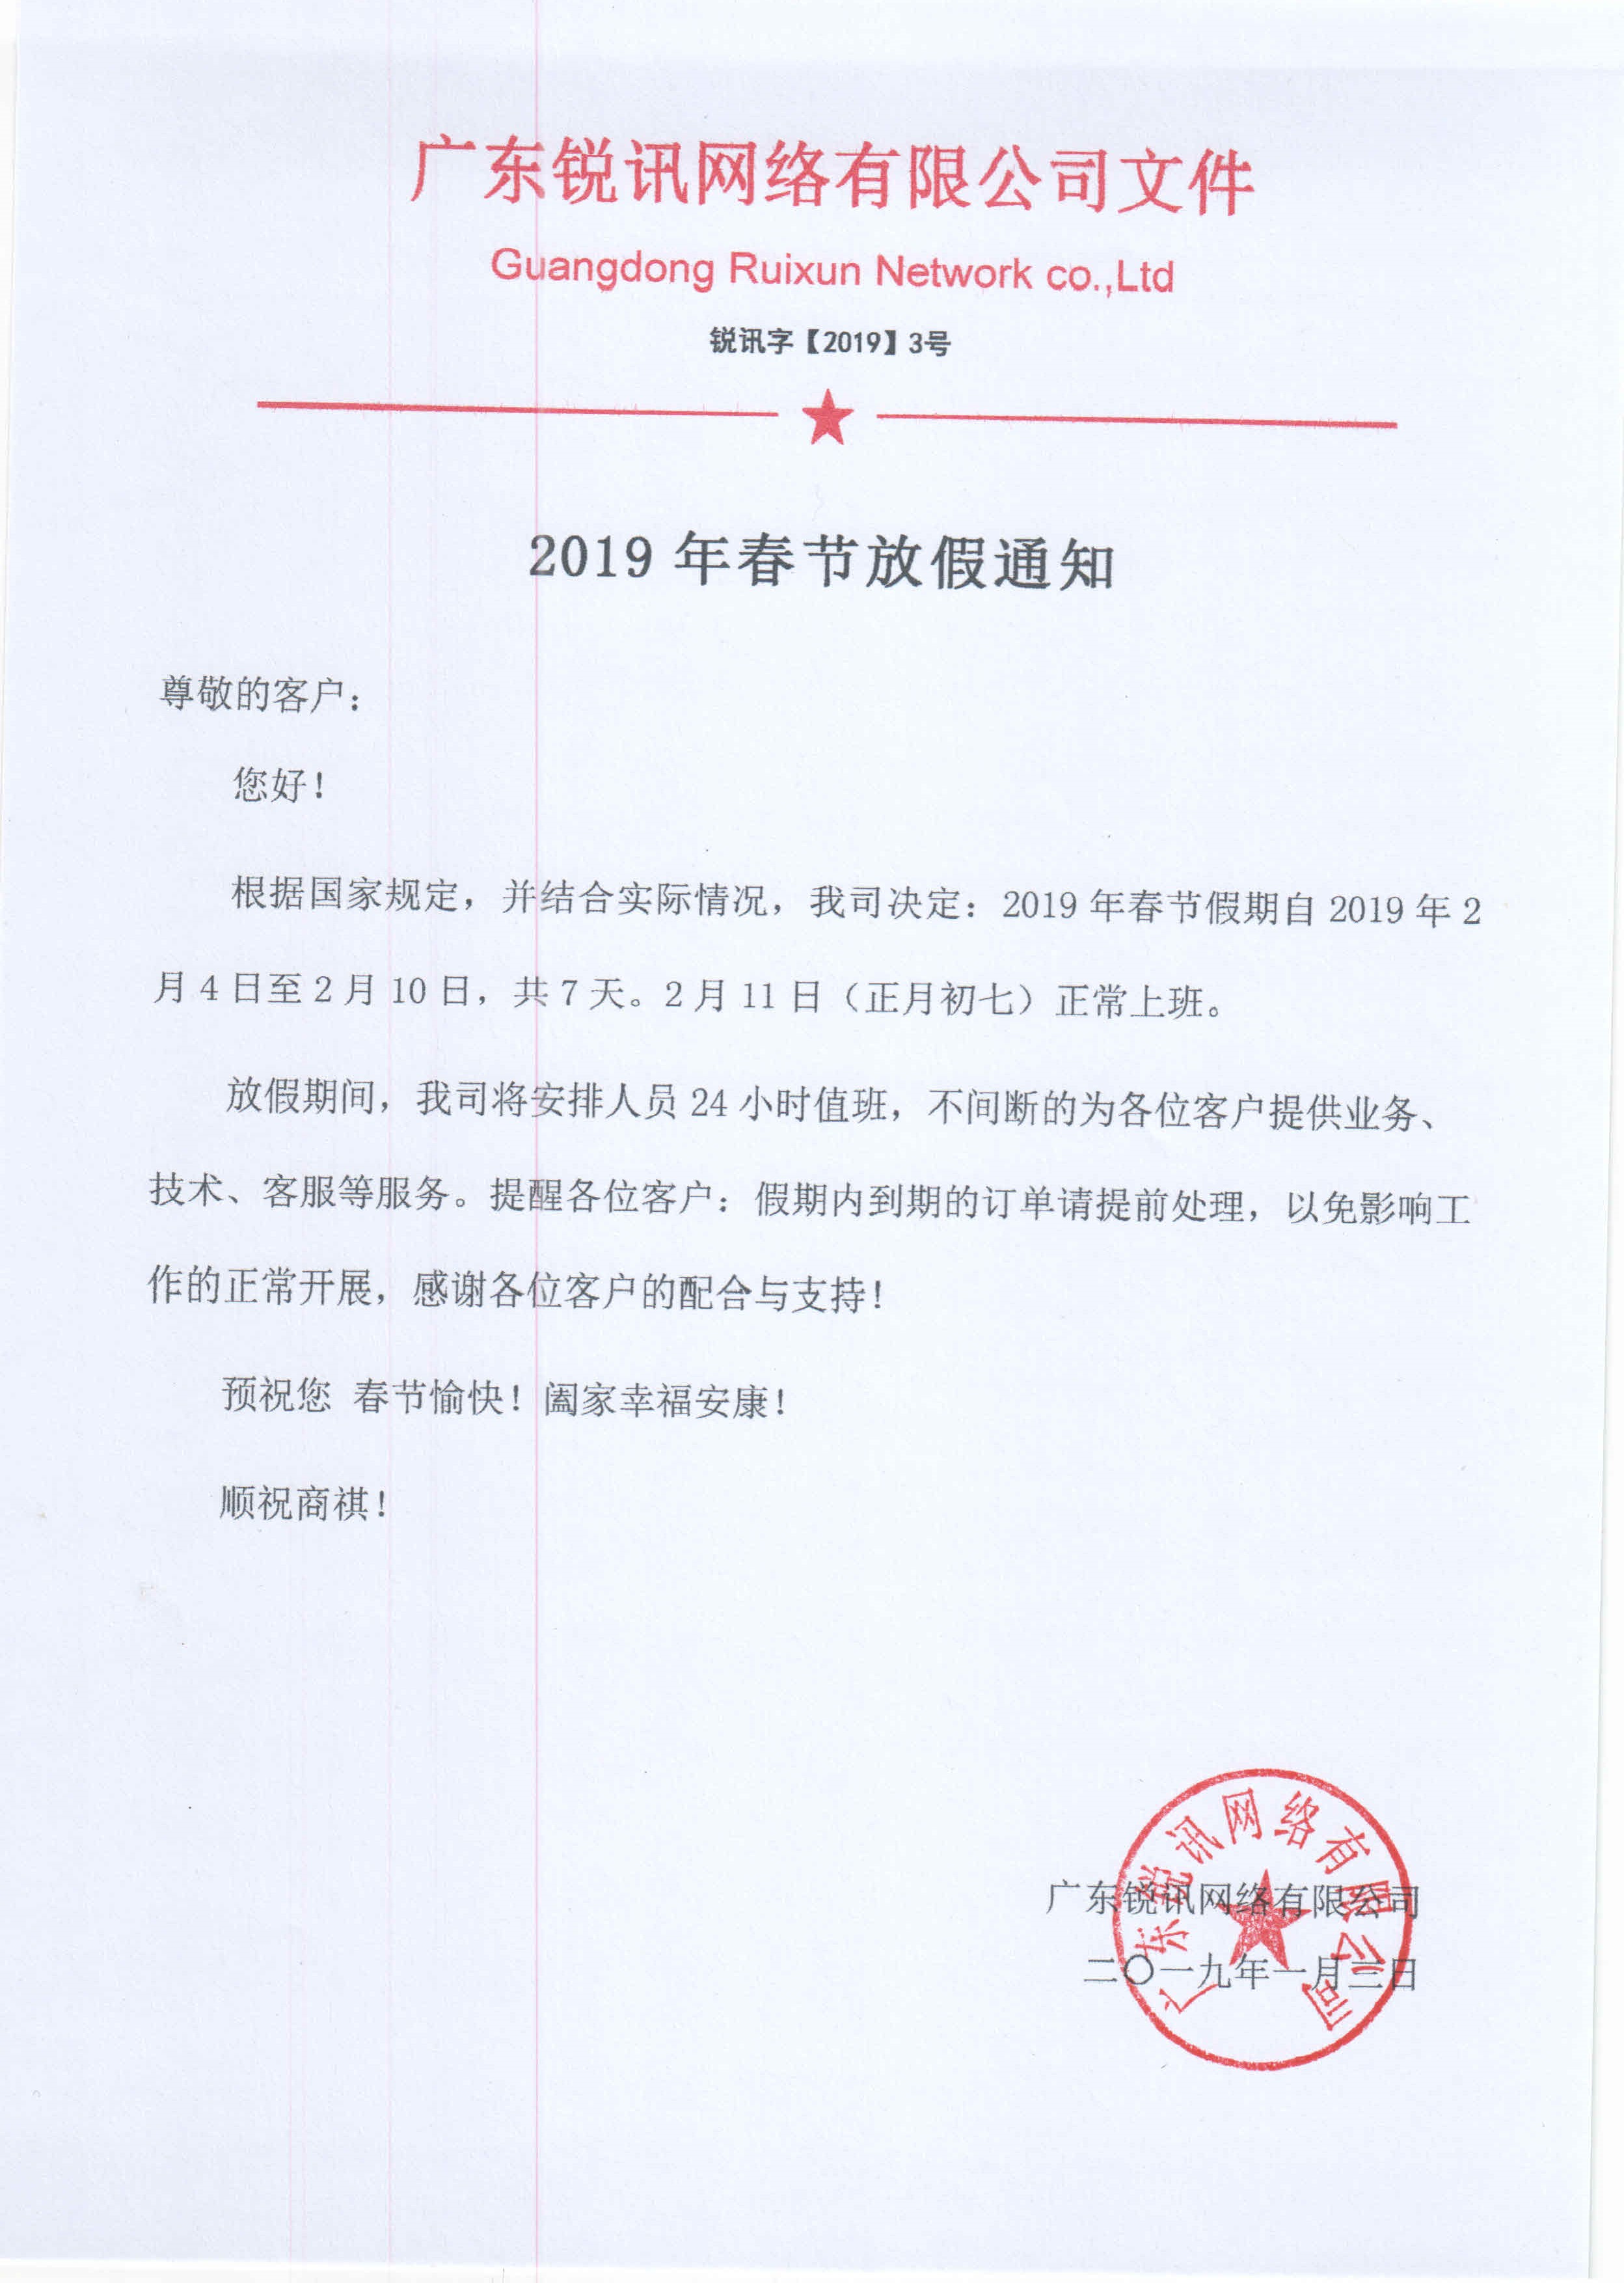 广东锐讯网络有限公司文件
Guangdong Ruixun Network co.,Ltd
锐讯字【2019】3号
2019 年春节放假通知
尊敬的客户：
您好！
根据国家规定，并结合实际情况，我司决定：2019 年春节假期自 2019 年 2
月 4 日至 2 月 10 日，共 7 天。2 月 11 日（正月初七）正常上班。
放假期间，我司将安排人员 24 小时值班，不间断的为各位客户提供业务、
技术、客服等服务。提醒各位客户：假期内到期的订单请提前处理，以免影响工
作的正常开展，感谢各位客户的配合与支持！
预祝您 春节愉快！阖家幸福安康！
顺祝商祺！
广东锐讯网络有限公司
二〇一九年一月三日
广东锐讯网络有限公司